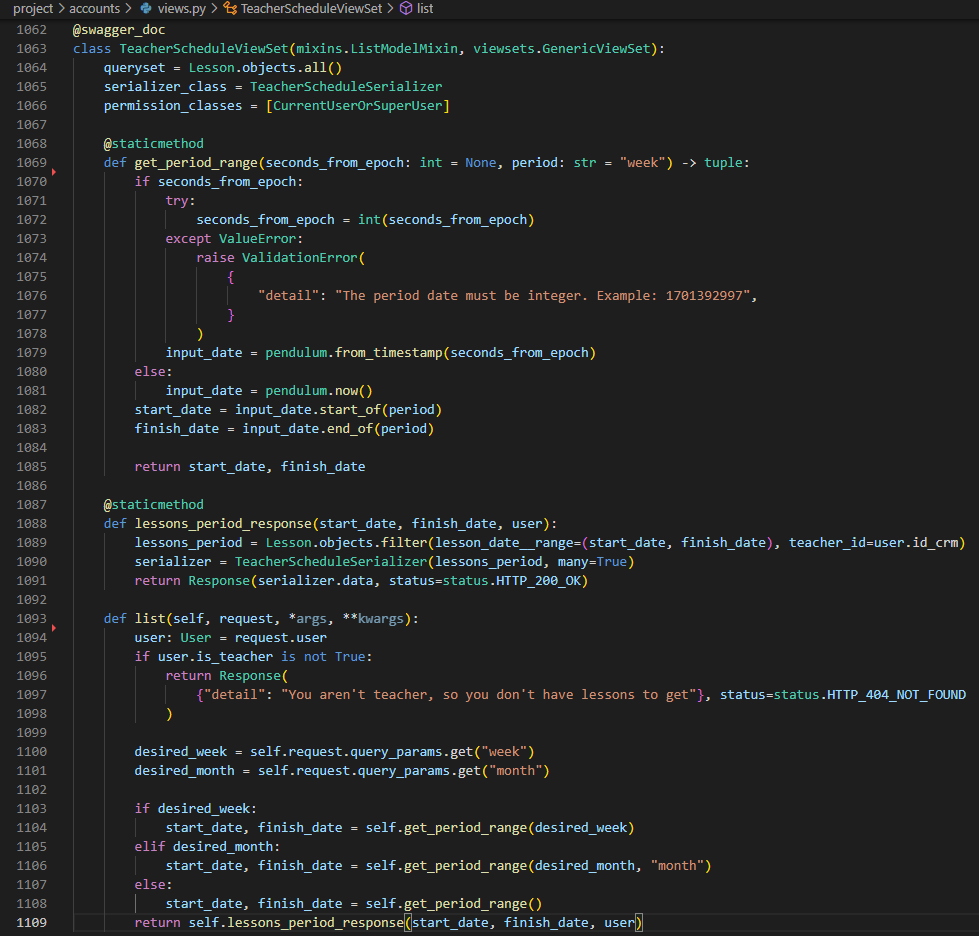 project > accounts > views.py > TeacherScheduleViewSet > list
1062 @swagger_doc
1063 class TeacherScheduleViewSet(mixins.ListModelMixin, viewsets.GenericViewSet):
1064     queryset = Lesson.objects.all()
1065     serializer_class = TeacherScheduleSerializer
1066     permission_classes = [CurrentUserOrSuperUser]
1067
1068     @staticmethod
1069     def get_period_range(seconds_from_epoch: int = None, period: str = "week") -> tuple:
1070         if seconds_from_epoch:
1071             try:
1072                 seconds_from_epoch = int(seconds_from_epoch)
1073             except ValueError:
1074                 raise ValidationError(
1075                     {
1076                         "detail": "The period date must be integer. Example: 1701392997",
1077                     }
1078                 )
1079             input_date = pendulum.from_timestamp(seconds_from_epoch)
1080         else:
1081             input_date = pendulum.now()
1082         start_date = input_date.start_of(period)
1083         finish_date = input_date.end_of(period)
1084
1085         return start_date, finish_date
1086
1087     @staticmethod
1088     def lessons_period_response(start_date, finish_date, user):
1089         lessons_period = Lesson.objects.filter(lesson_date__range=(start_date, finish_date), teacher_id=user.id_crm)
1090         serializer = TeacherScheduleSerializer(lessons_period, many=True)
1091         return Response(serializer.data, status=status.HTTP_200_OK)
1092
1093     def list(self, request, *args, **kwargs):
1094         user: User = request.user
1095         if user.is_teacher is not True:
1096             return Response(
1097                 {"detail": "You aren't teacher, so you don't have lessons to get"}, status=status.HTTP_404_NOT_FOUND
1098             )
1099
1100         desired_week = self.request.query_params.get("week")
1101         desired_month = self.request.query_params.get("month")
1102
1103         if desired_week:
1104             start_date, finish_date = self.get_period_range(desired_week)
1105         elif desired_month:
1106             start_date, finish_date = self.get_period_range(desired_month, "month")
1107         else:
1108             start_date, finish_date = self.get_period_range()
1109         return self.lessons_period_response(start_date, finish_date, user)